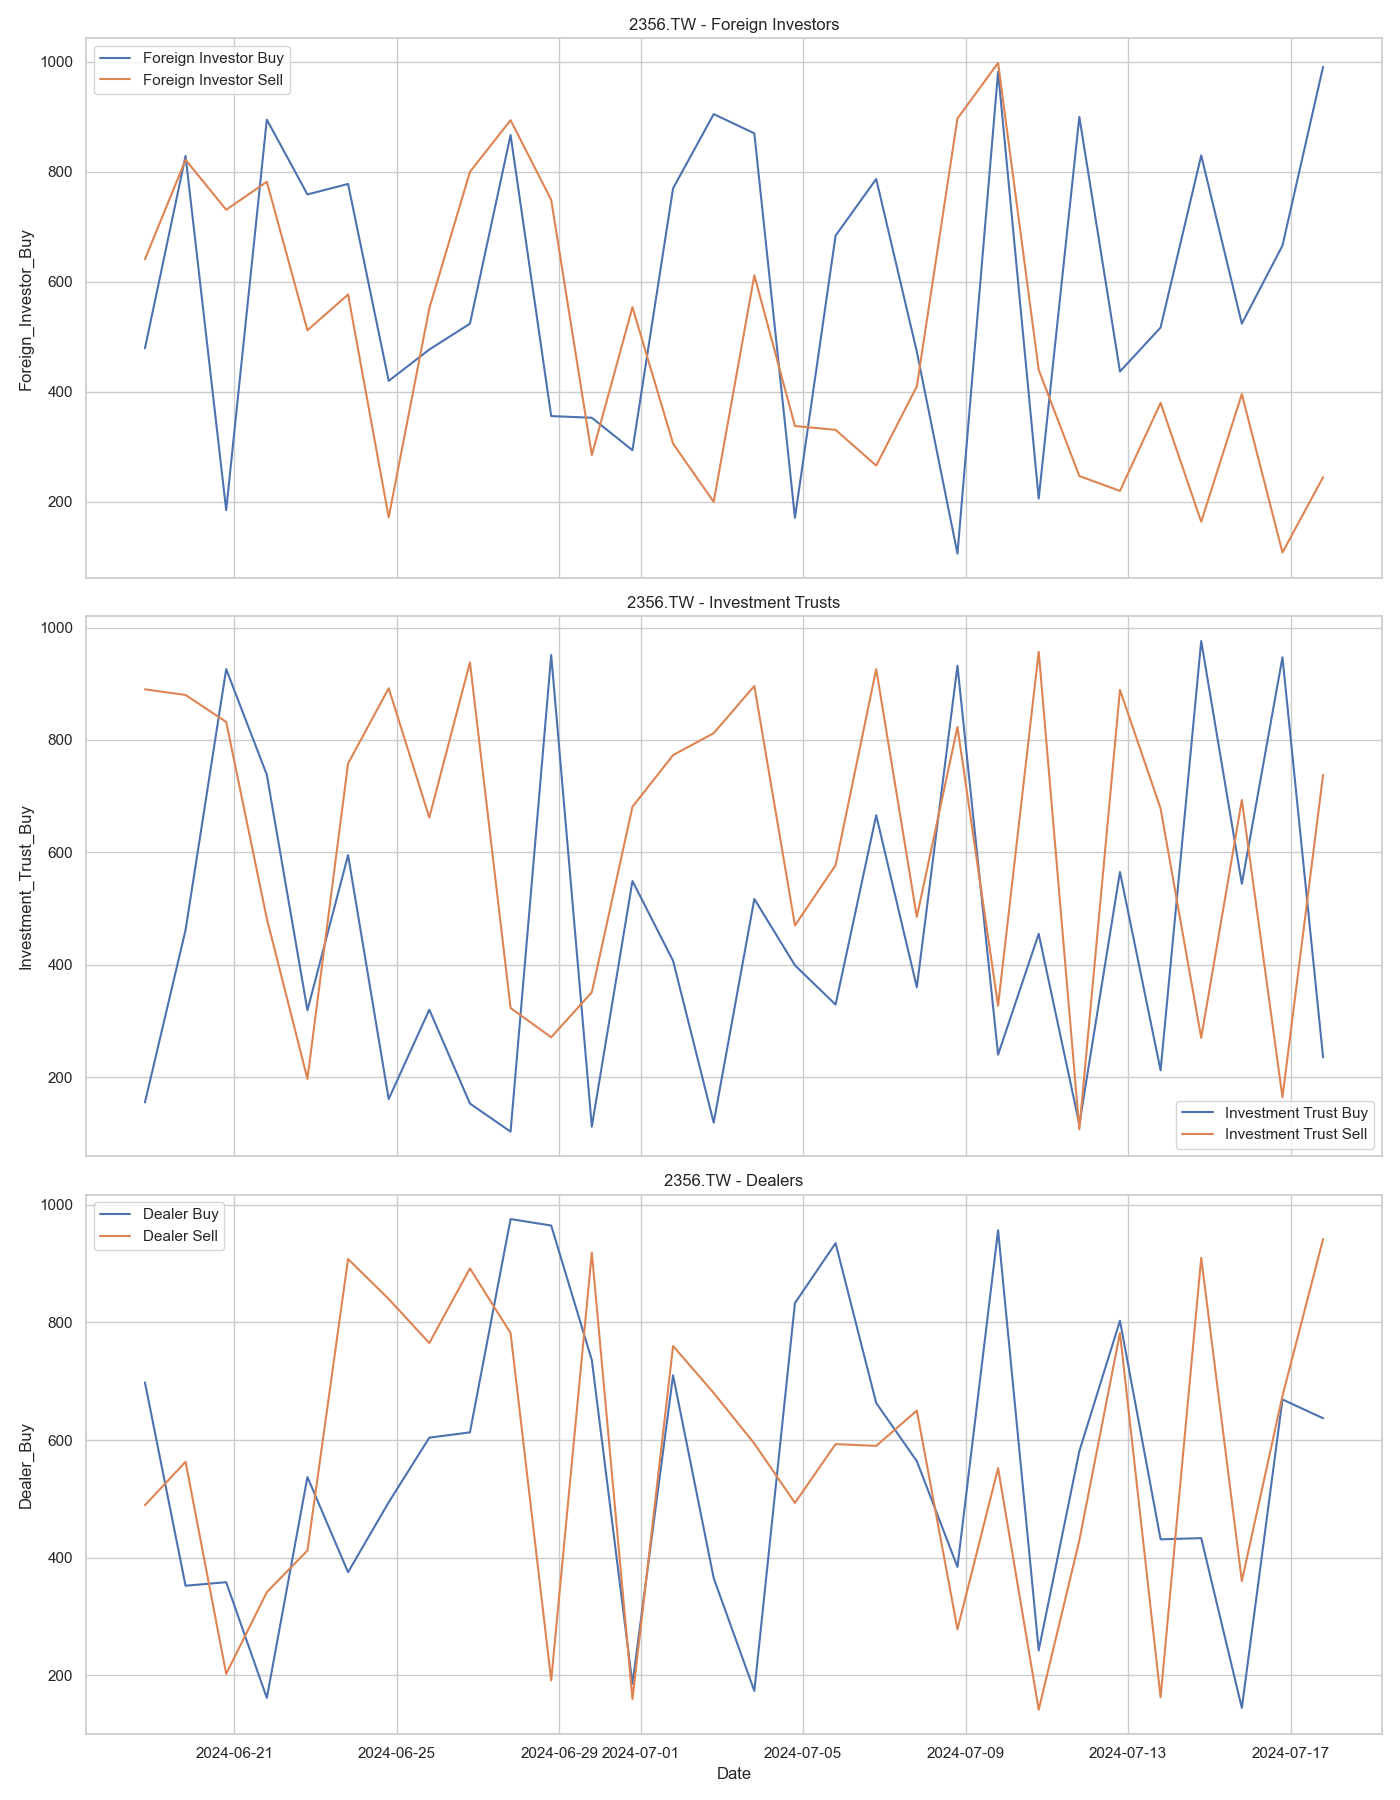 2356.TW - Foreign Investors
Foreign Investor Buy
Foreign Investor Sell
1000
800
600
400
200
Foreign_Investor_Buy
2356.TW - Investment Trusts
1000
800
600
400
200
Investment_Trust_Buy
Investment Trust Buy
Investment Trust Sell
2356.TW - Dealers
Dealer Buy
Dealer Sell
1000
800
600
400
200
Dealer_Buy
2024-06-21 2024-06-25 2024-06-29 2024-07-01 2024-07-05 2024-07-09 2024-07-13 2024-07-17
Date